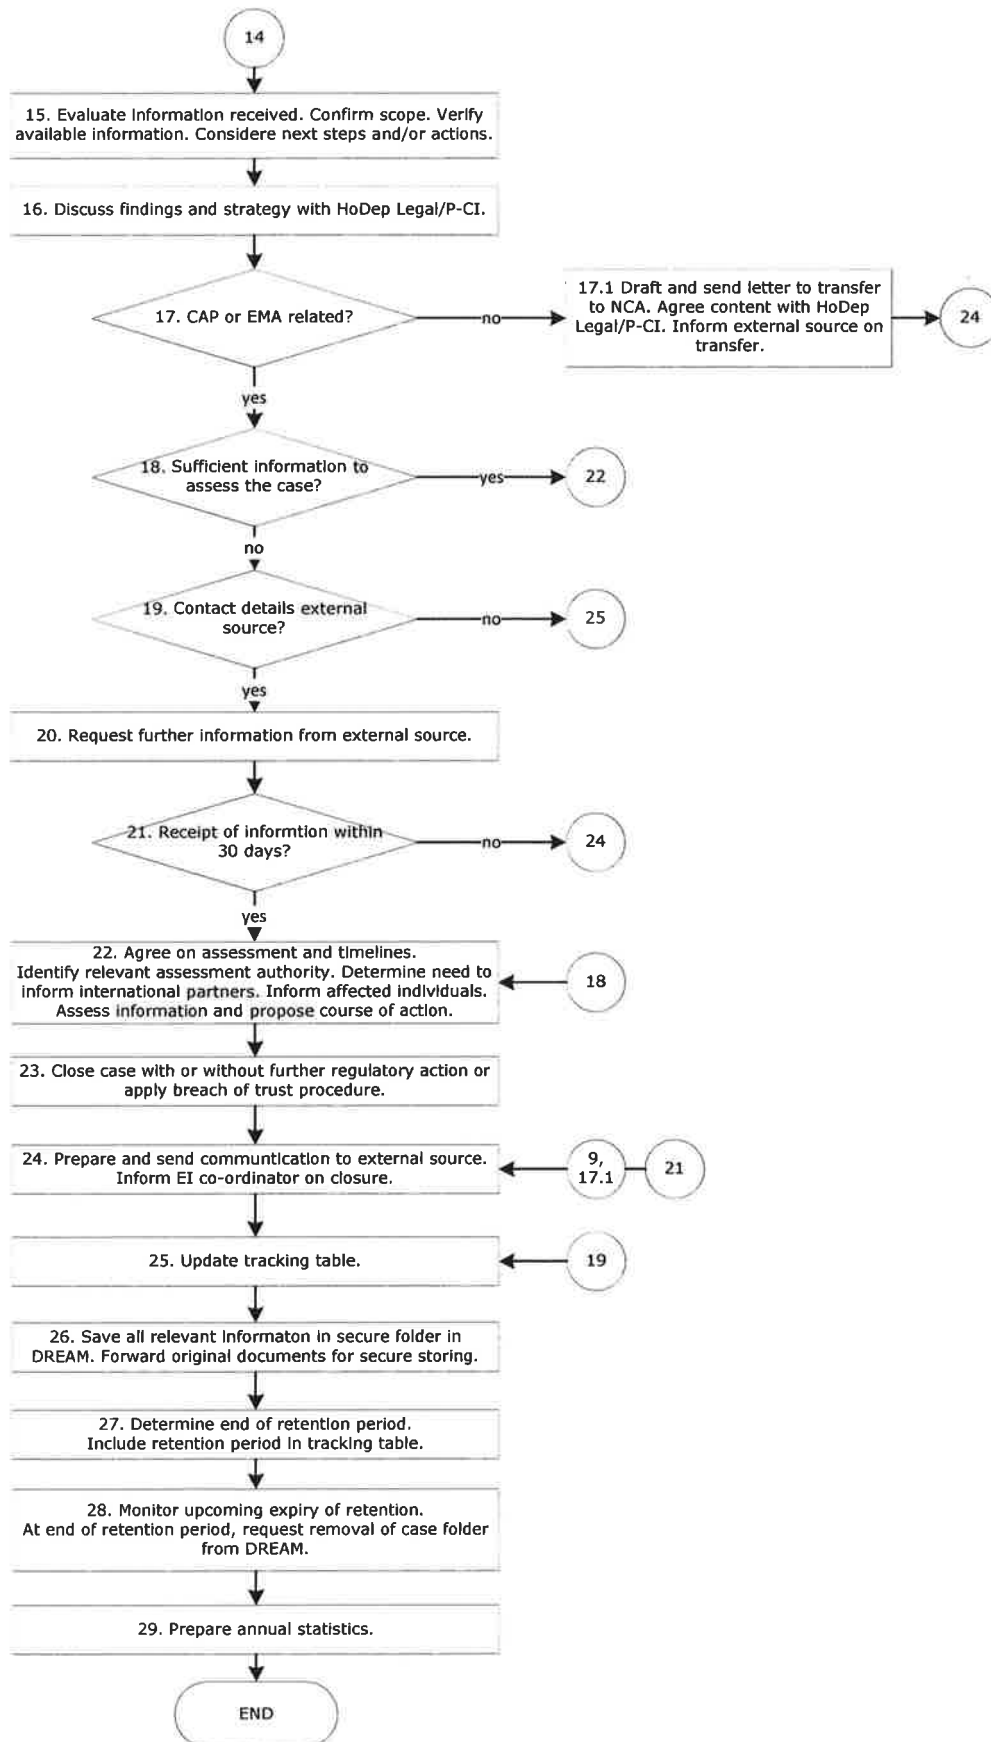 14
15. Evaluate information received. Confirm scope. Verify
available information. Considere next steps and/or actions.
16. Discuss findings and strategy with HoDep Legal/P-CI.
17. CAP or EMA related?
no
17.1 Draft and send letter to transfer
to NCA. Agree content with HoDep
Legal/P-CI. Inform external source on
transfer.
24
yes
18. Sufficient information to
assess the case?
yes
22
no
19. Contact details external
source?
no
25
yes
20. Request further information from external source.
21. Receipt of informtion within
30 days?
no
24
yes
22. Agree on assessment and timelines.
Identify relevant assessment authority. Determine need to
inform international partners. Inform affected individuals.
Assess information and propose course of action.
18
23. Close case with or without further regulatory action or
apply breach of trust procedure.
24. Prepare and send communtication to external source.
Inform EI co-ordinator on closure.
9,
17.1
21
25. Update tracking table.
19
26. Save all relevant informaton in secure folder in
DREAM. Forward original documents for secure storing.
27. Determine end of retention period.
Include retention period in tracking table.
28. Monitor upcoming expiry of retention.
At end of retention period, request removal of case folder
from DREAM.
29. Prepare annual statistics.
END